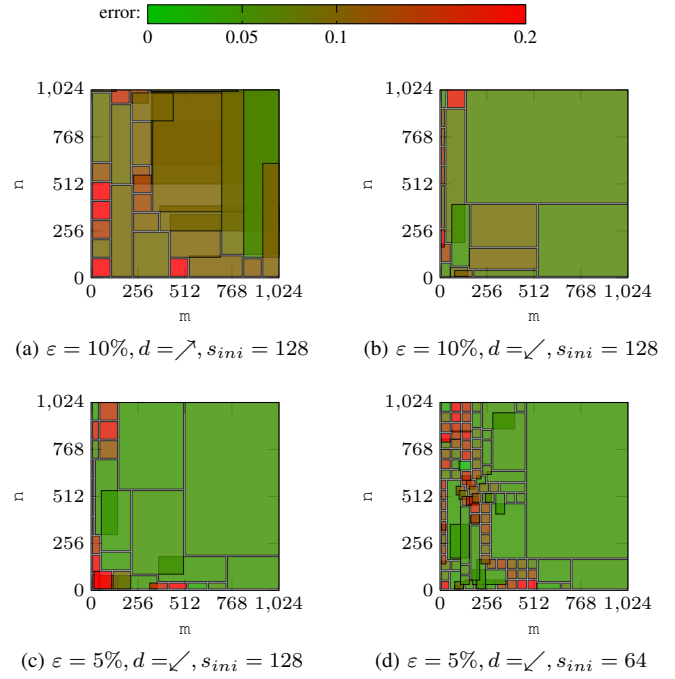 error:
0 0.05 0.1 0.2
1,024 768 512 256 0
n
0 256 512 768 1,024
m
(a) ε = 10%, d =↗, s_ini = 128
1,024 768 512 256 0
n
0 256 512 768 1,024
m
(b) ε = 10%, d =↙, s_ini = 128
1,024 768 512 256 0
n
0 256 512 768 1,024
m
(c) ε = 5%, d =↙, s_ini = 128
1,024 768 512 256 0
n
0 256 512 768 1,024
m
(d) ε = 5%, d =↙, s_ini = 64